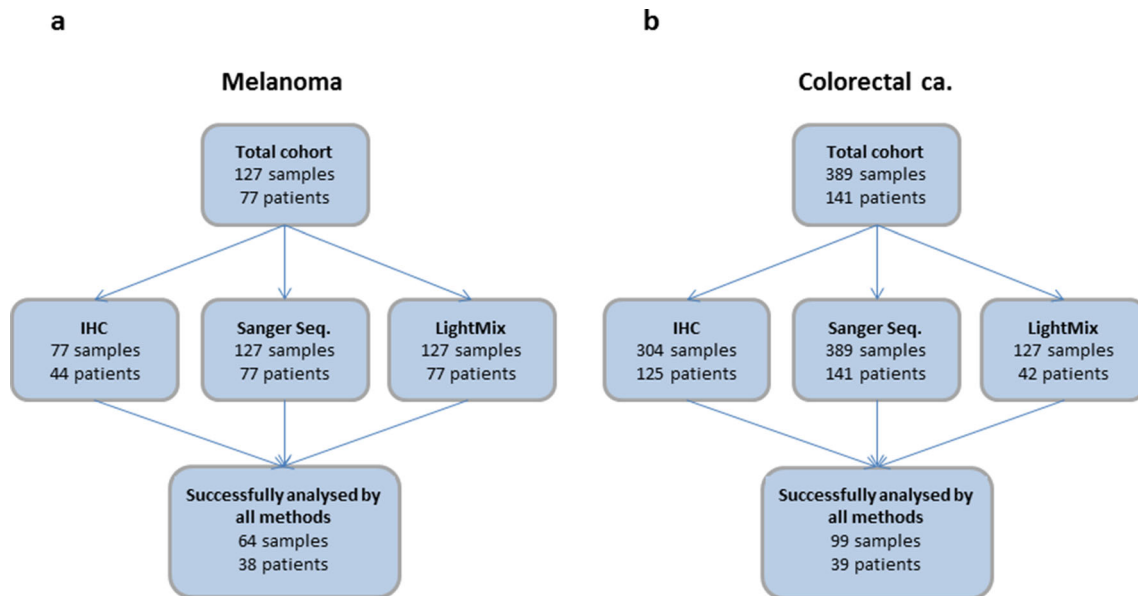 a
Melanoma
Total cohort
127 samples
77 patients
IHC
77 samples
44 patients
Sanger Seq.
127 samples
77 patients
LightMix
127 samples
77 patients
Successfully analysed by
all methods
64 samples
38 patients
b
Colorectal ca.
Total cohort
389 samples
141 patients
IHC
304 samples
125 patients
Sanger Seq.
389 samples
141 patients
LightMix
127 samples
42 patients
Successfully analysed by
all methods
99 samples
39 patients